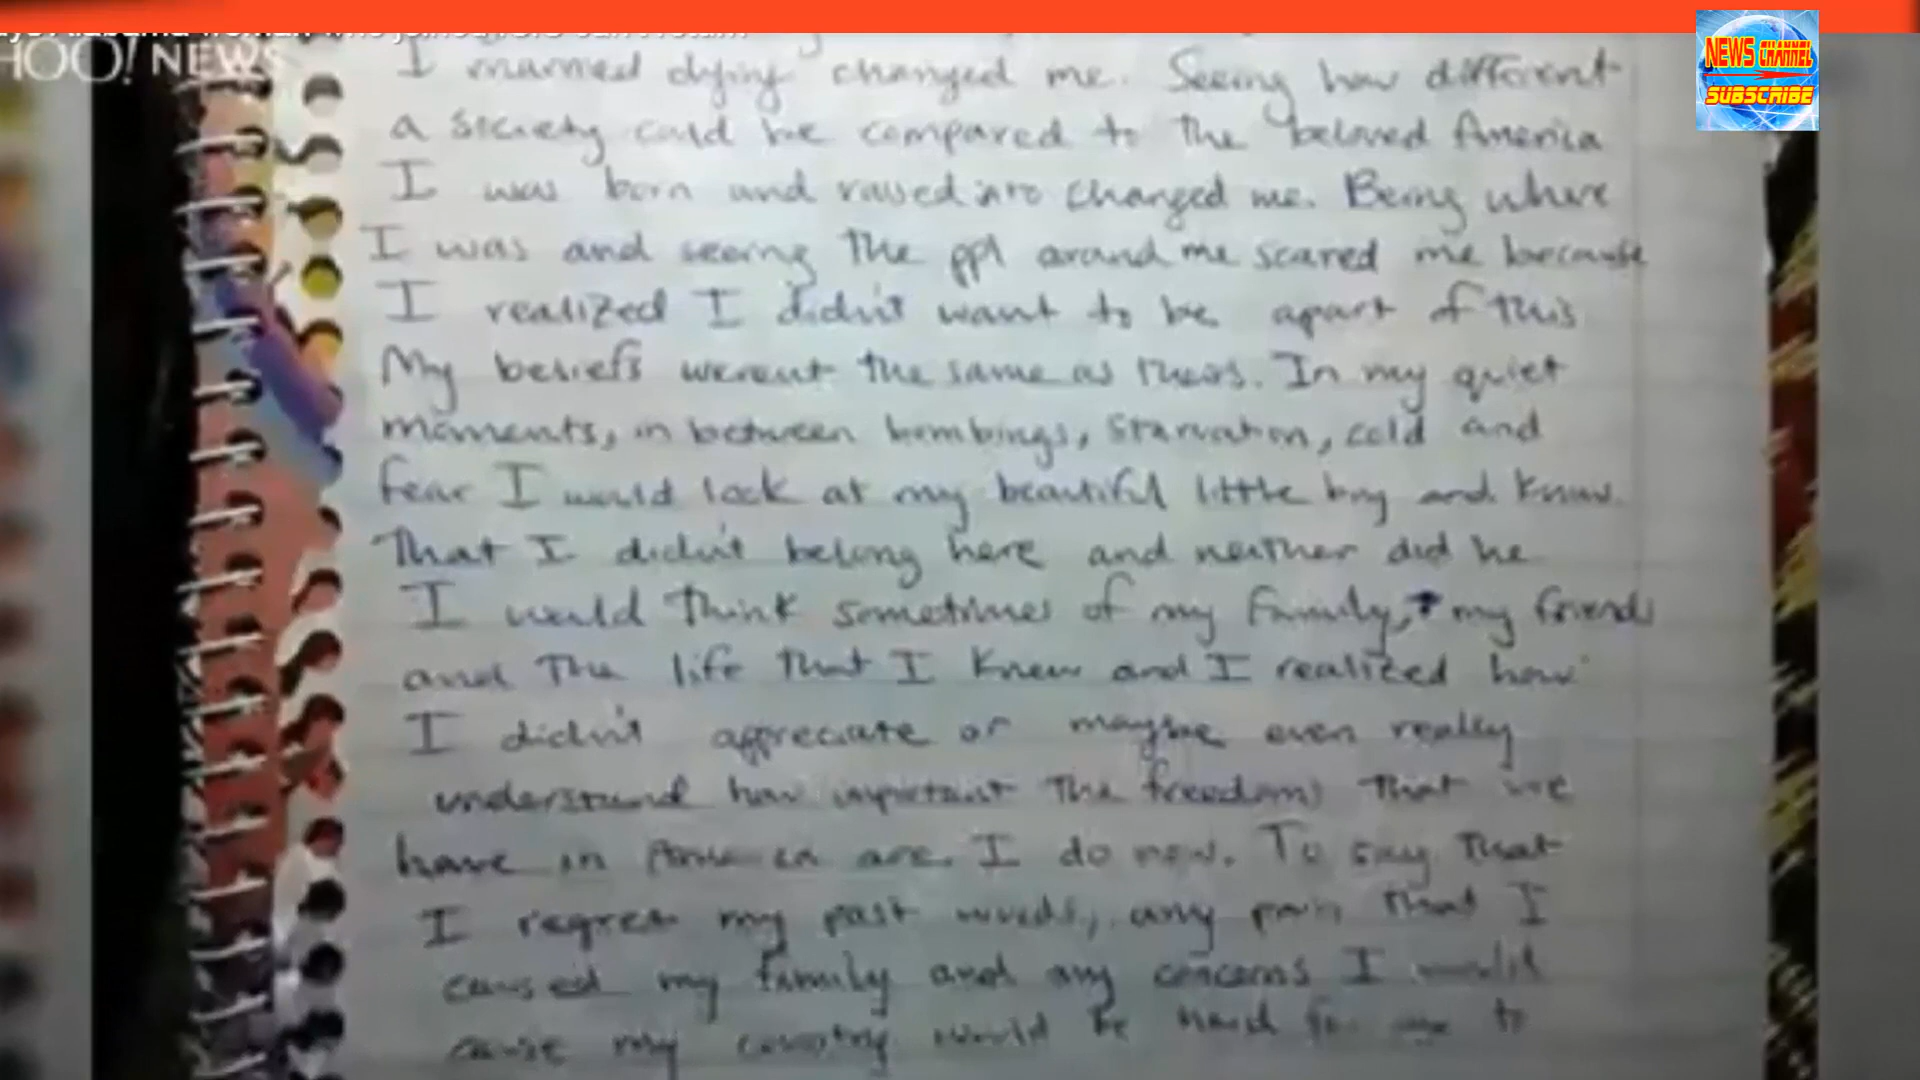 HOO! NEWS
NEWS CHANNEL
SUBSCRIBE
I married dying changed me. Seeing how different
a society could be compared to the beloved America
I was born and raised into changed me. Being where
I was and seeing the ppl around me scared me because
I realized I didn't want to be apart of this
My beliefs werent the same as theirs. In my quiet
moments, in between bombings, starvation, cold and
fear I would look at my beautiful little boy and know
that I didn't belong here and neither did he
I would think sometimes of my family, + my friends
and the life that I knew and I realized how
I didn't appreciate or maybe even really
understand how important the freedoms that we
have in America are. I do now. To say that
I regret my past words, any pain that I
caused my family and any concerns I would
cause my country would be hard for me to